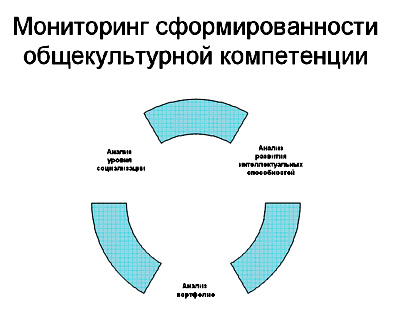 Мониторинг сформированности
общекультурной компетенции
Анализ
уровня
социализации
Анализ
развития
интеллектуальных
способностей
Анализ
портфолио